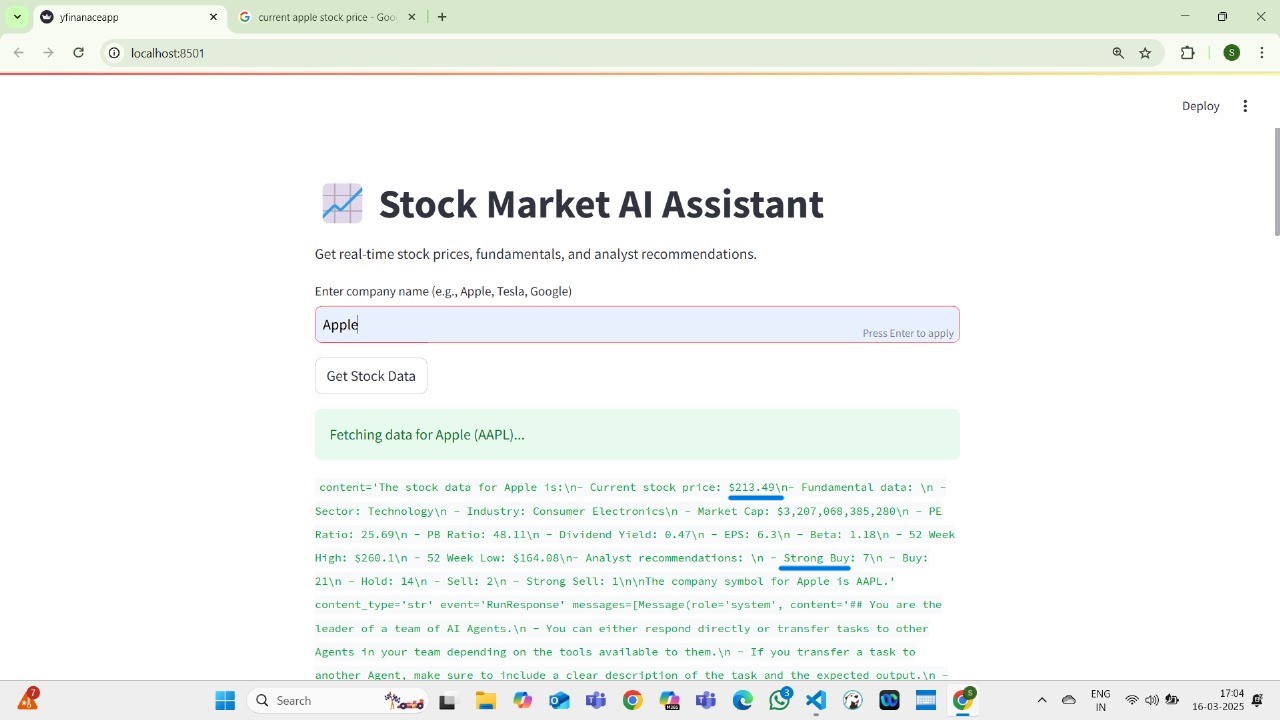 yfinanaceapp
current apple stock price - Goo
localhost:8501
S
Deploy
Stock Market AI Assistant
Get real-time stock prices, fundamentals, and analyst recommendations.
Enter company name (e.g., Apple, Tesla, Google)
Apple
Press Enter to apply
Get Stock Data
Fetching data for Apple (AAPL)...
content='The stock data for Apple is:\n- Current stock price: $213.49\n- Fundamental data: \n -
Sector: Technology\n - Industry: Consumer Electronics\n - Market Cap: $3,207,068,385,280\n - PE
Ratio: 25.69\n - PB Ratio: 48.11\n - Dividend Yield: 0.47\n - EPS: 6.3\n - Beta: 1.18\n - 52 Week
High: $260.1\n - 52 Week Low: $164.08\n- Analyst recommendations: \n - Strong Buy: 7\n - Buy:
21\n - Hold: 14\n - Sell: 2\n - Strong Sell: 1\n\nThe company symbol for Apple is AAPL.'
content_type='str' event='RunResponse' messages=[Message(role='system', content='## You are the
leader of a team of AI Agents.\n - You can either respond directly or transfer tasks to other
Agents in your team depending on the tools available to them.\n - If you transfer a task to
another Agent, make sure to include a clear description of the task and the expected output.\n -
7
Search
3
S
ENG
IN
17:04
16-03-2025